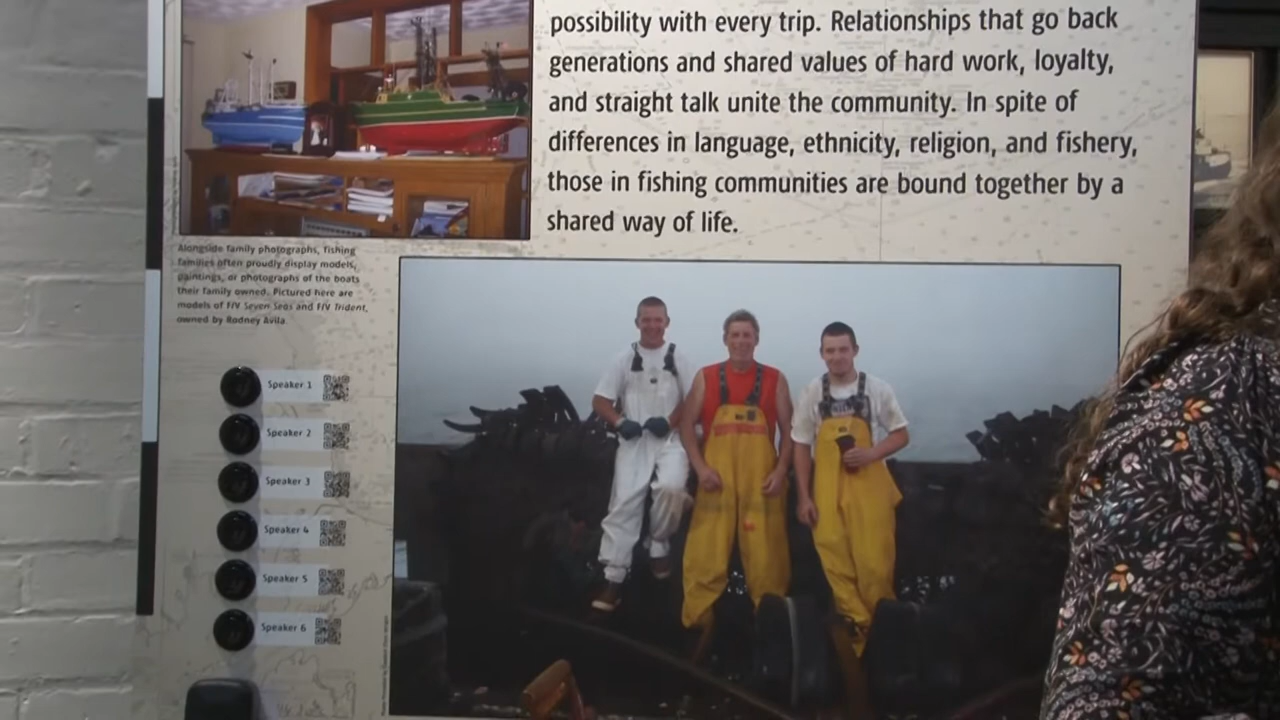 possibility with every trip. Relationships that go back
generations and shared values of hard work, loyalty,
and straight talk unite the community. In spite of
differences in language, ethnicity, religion, and fishery,
those in fishing communities are bound together by a
shared way of life.
Alongside family photographs, fishing
families often proudly display models,
paintings, or photographs of the boats
their family owned. Pictured here are
models of F/V Seven Seas and F/V Trident,
owned by Rodney Avila.
Speaker 1
Speaker 2
Speaker 3
Speaker 4
Speaker 5
Speaker 6